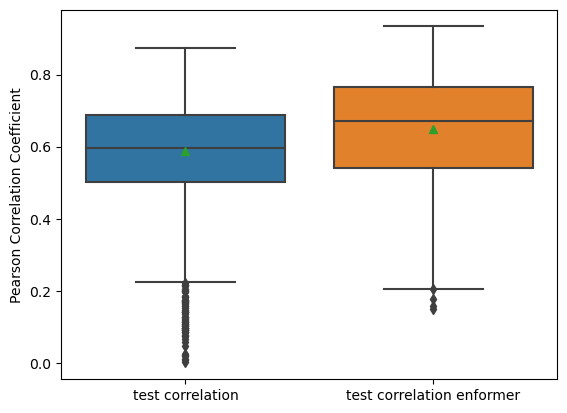 Pearson Correlation Coefficient
0.8
0.6
0.4
0.2
0.0
test correlation
test correlation enformer